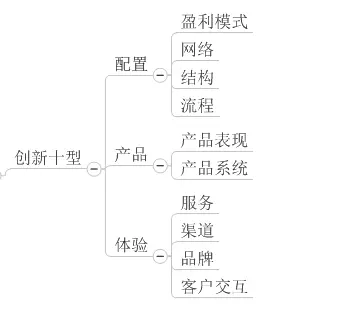 创新十型
配置
盈利模式
网络
结构
流程
产品
产品表现
产品系统
体验
服务
渠道
品牌
客户交互